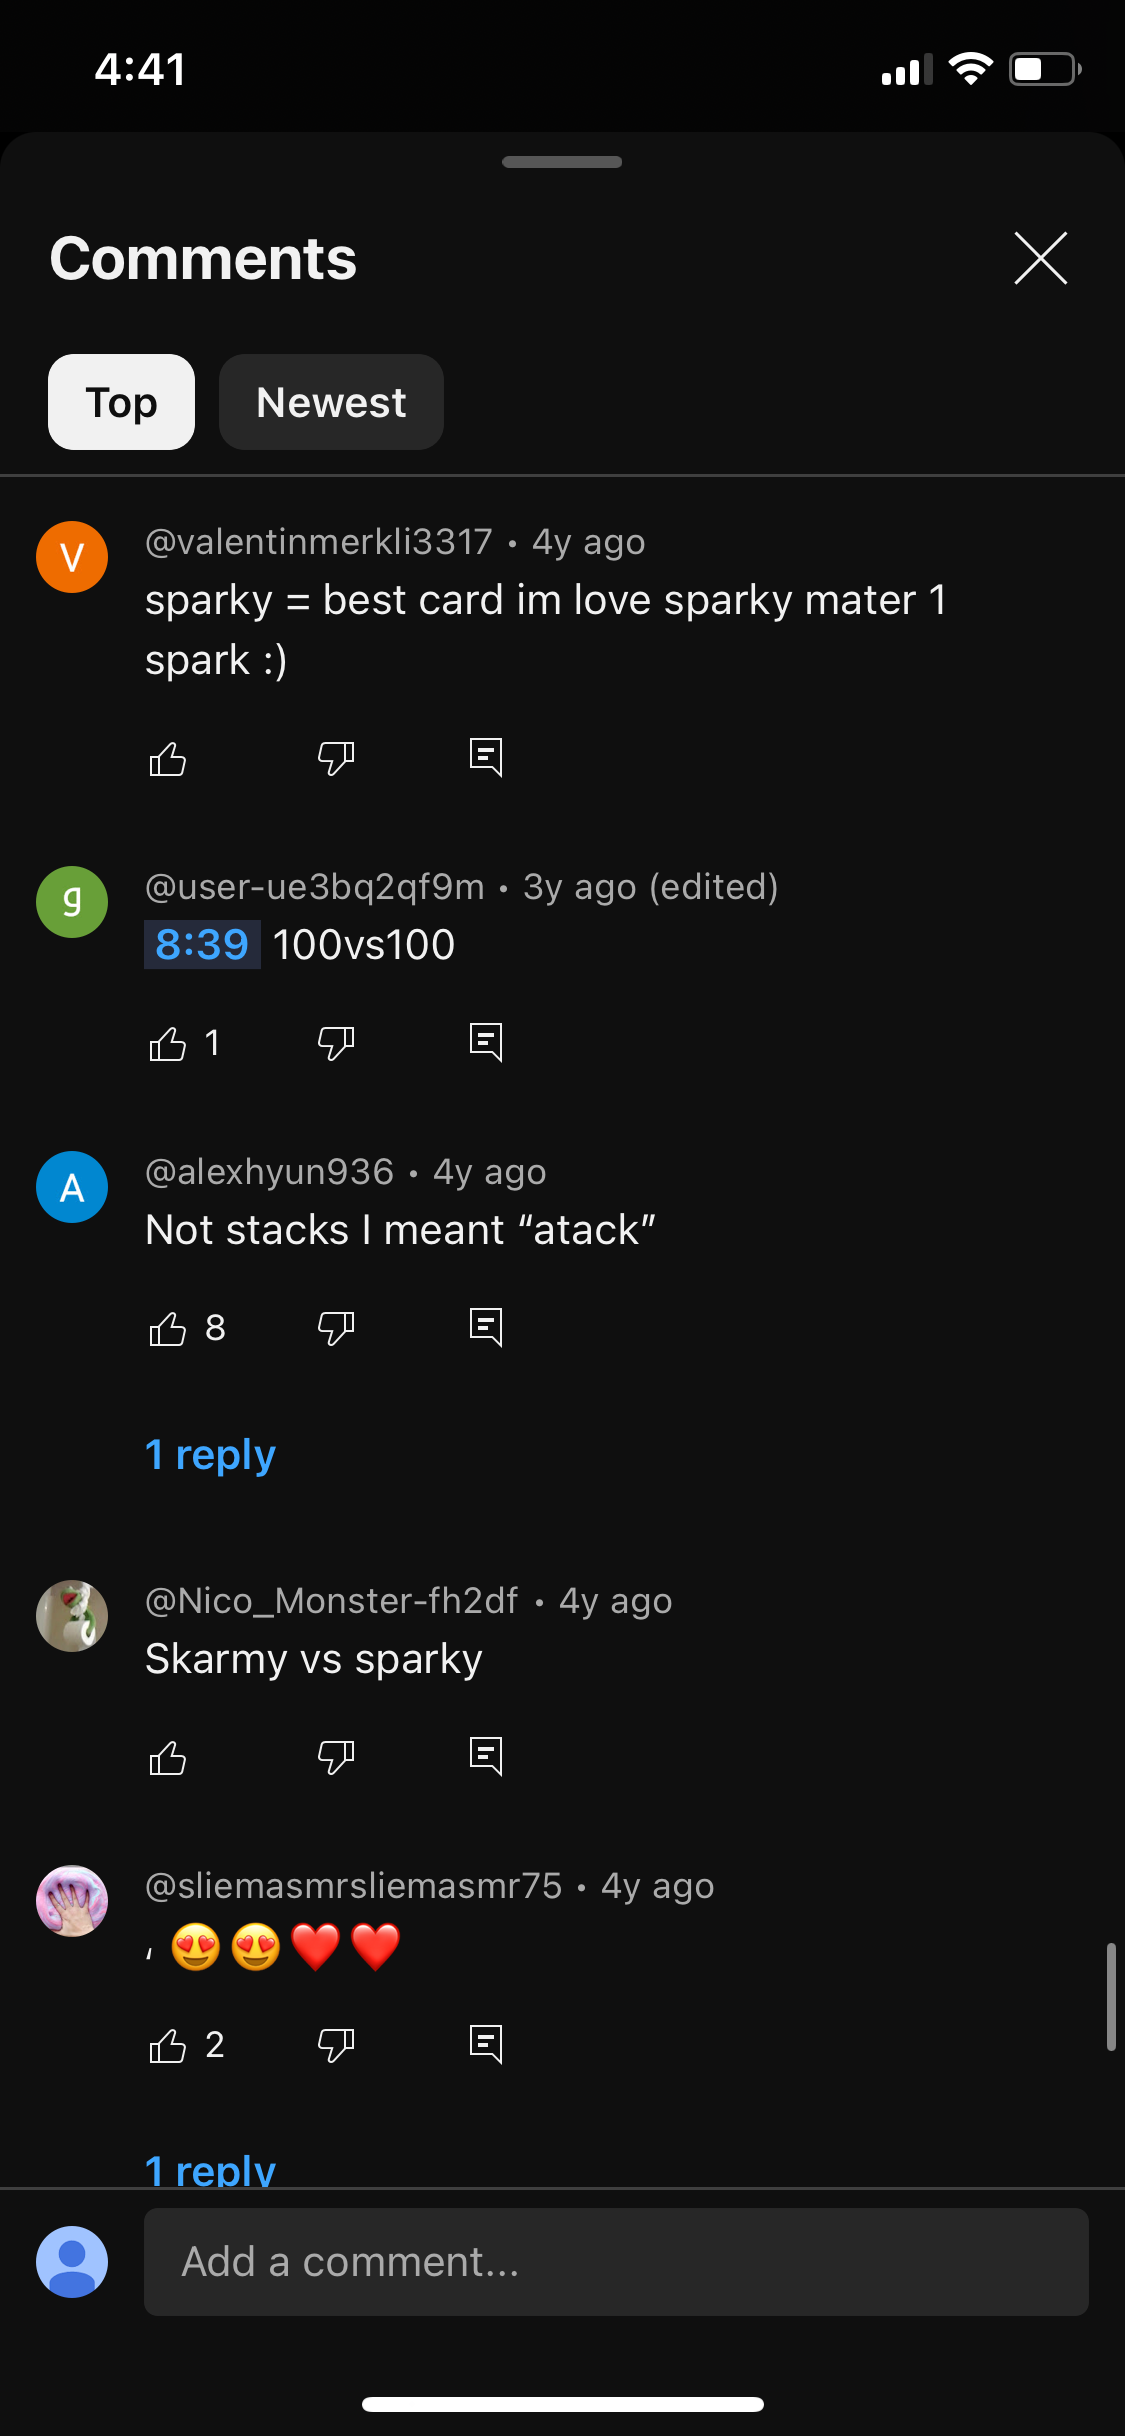 4:41
Comments
Top Newest
V
@valentinmerkli3317 • 4y ago
sparky = best card im love sparky mater 1
spark :)
g
@user-ue3bq2qf9m • 3y ago (edited)
8:39 100vs100
1
A
@alexhyun936 • 4y ago
Not stacks I meant “atack”
8
1 reply
@Nico_Monster-fh2df • 4y ago
Skarmy vs sparky
@sliemasmrsliemasmr75 • 4y ago
، 😍😍❤️❤️
2
1 reply
Add a comment...